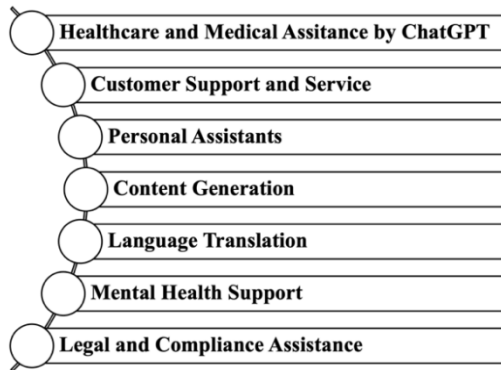 Healthcare and Medical Assitance by ChatGPT
Customer Support and Service
Personal Assistants
Content Generation
Language Translation
Mental Health Support
Legal and Compliance Assistance